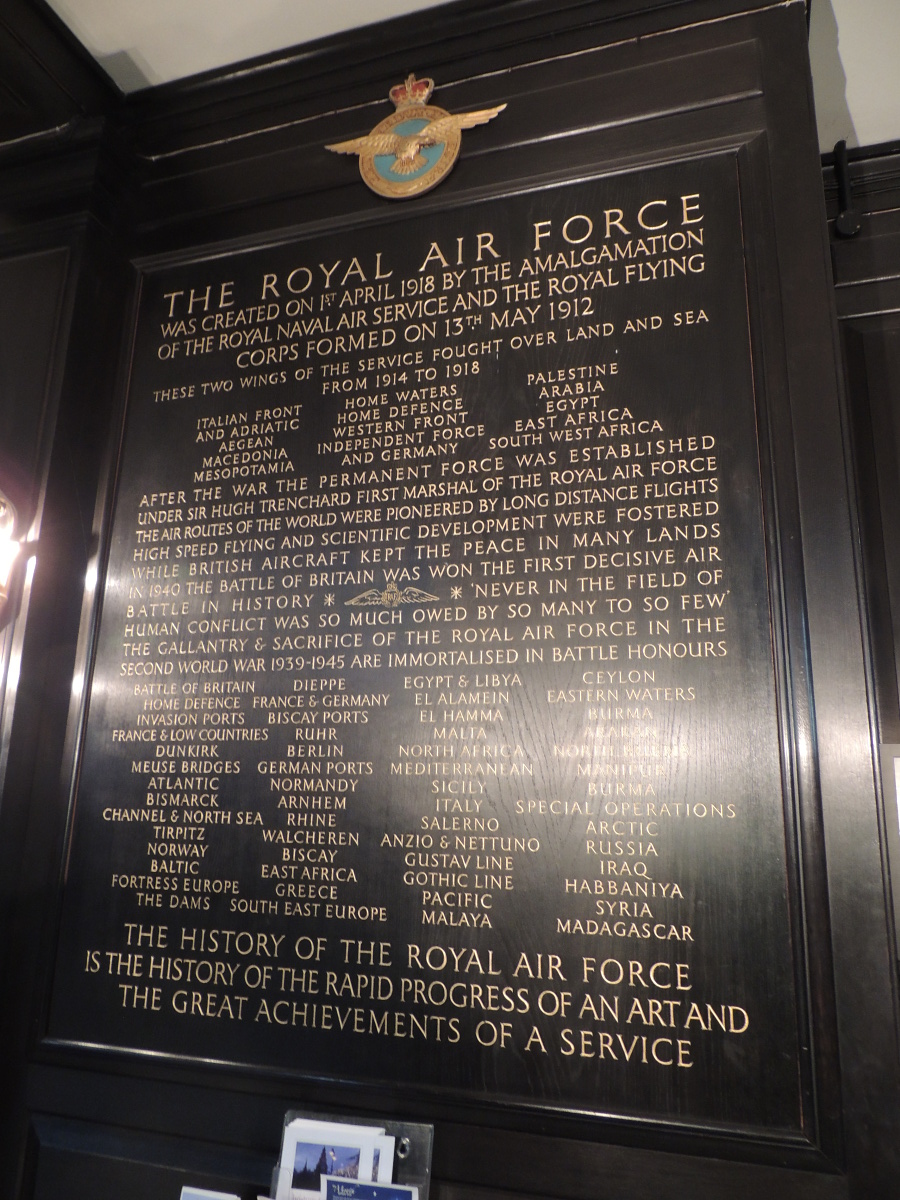 THE ROYAL AIR FORCE
WAS CREATED ON 1ST APRIL 1918 BY THE AMALGAMATION
OF THE ROYAL NAVAL AIR SERVICE AND THE ROYAL FLYING
CORPS FORMED ON 13TH MAY 1912
THESE TWO WINGS OF THE SERVICE FOUGHT OVER LAND AND SEA
FROM 1914 TO 1918
ITALIAN FRONT
AND ADRIATIC
AEGEAN
MACEDONIA
MESOPOTAMIA
HOME WATERS
HOME DEFENCE
WESTERN FRONT
INDEPENDENT FORCE
AND GERMANY
PALESTINE
ARABIA
EGYPT
EAST AFRICA
SOUTH WEST AFRICA
AFTER THE WAR THE PERMANENT FORCE WAS ESTABLISHED
UNDER SIR HUGH TRENCHARD FIRST MARSHAL OF THE ROYAL AIR FORCE
THE AIR ROUTES OF THE WORLD WERE PIONEERED BY LONG DISTANCE FLIGHTS
HIGH SPEED FLYING AND SCIENTIFIC DEVELOPMENT WERE FOSTERED
WHILE BRITISH AIRCRAFT KEPT THE PEACE IN MANY LANDS
IN 1940 THE BATTLE OF BRITAIN WAS WON THE FIRST DECISIVE AIR
BATTLE IN HISTORY * * 'NEVER IN THE FIELD OF
HUMAN CONFLICT WAS SO MUCH OWED BY SO MANY TO SO FEW'
THE GALLANTRY & SACRIFICE OF THE ROYAL AIR FORCE IN THE
SECOND WORLD WAR 1939-1945 ARE IMMORTALISED IN BATTLE HONOURS
BATTLE OF BRITAIN
HOME DEFENCE
INVASION PORTS
FRANCE & LOW COUNTRIES
DUNKIRK
MEUSE BRIDGES
ATLANTIC
BISMARCK
CHANNEL & NORTH SEA
TIRPITZ
NORWAY
BALTIC
FORTRESS EUROPE
THE DAMS
DIEPPE
FRANCE & GERMANY
BISCAY PORTS
RUHR
BERLIN
GERMAN PORTS
NORMANDY
ARNHEM
RHINE
WALCHEREN
BISCAY
EAST AFRICA
GREECE
SOUTH EAST EUROPE
EGYPT & LIBYA
EL ALAMEIN
EL HAMMA
MALTA
NORTH AFRICA
MEDITERRANEAN
SICILY
ITALY
SALERNO
ANZIO & NETTUNO
GUSTAV LINE
GOTHIC LINE
PACIFIC
MALAYA
CEYLON
EASTERN WATERS
BURMA
ARAKAN
NORTH
MANIPUR
BURMA
SPECIAL OPERATIONS
ARCTIC
RUSSIA
IRAQ
HABBANIYA
SYRIA
MADAGASCAR
THE HISTORY OF THE ROYAL AIR FORCE
IS THE HISTORY OF THE RAPID PROGRESS OF AN ART AND
THE GREAT ACHIEVEMENTS OF A SERVICE